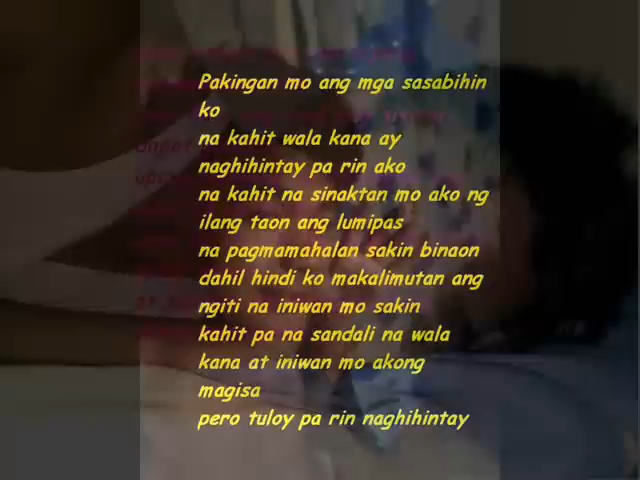 Pakingan mo ang mga sasabihin
ko
na kahit wala kana ay
naghihintay pa rin ako
na kahit na sinaktan mo ako ng
ilang taon ang lumipas
na pagmamahalan sakin binaon
dahil hindi ko makalimutan ang
ngiti na iniwan mo sakin
kahit pa na sandali na wala
kana at iniwan mo akong
magisa
pero tuloy pa rin naghihintay